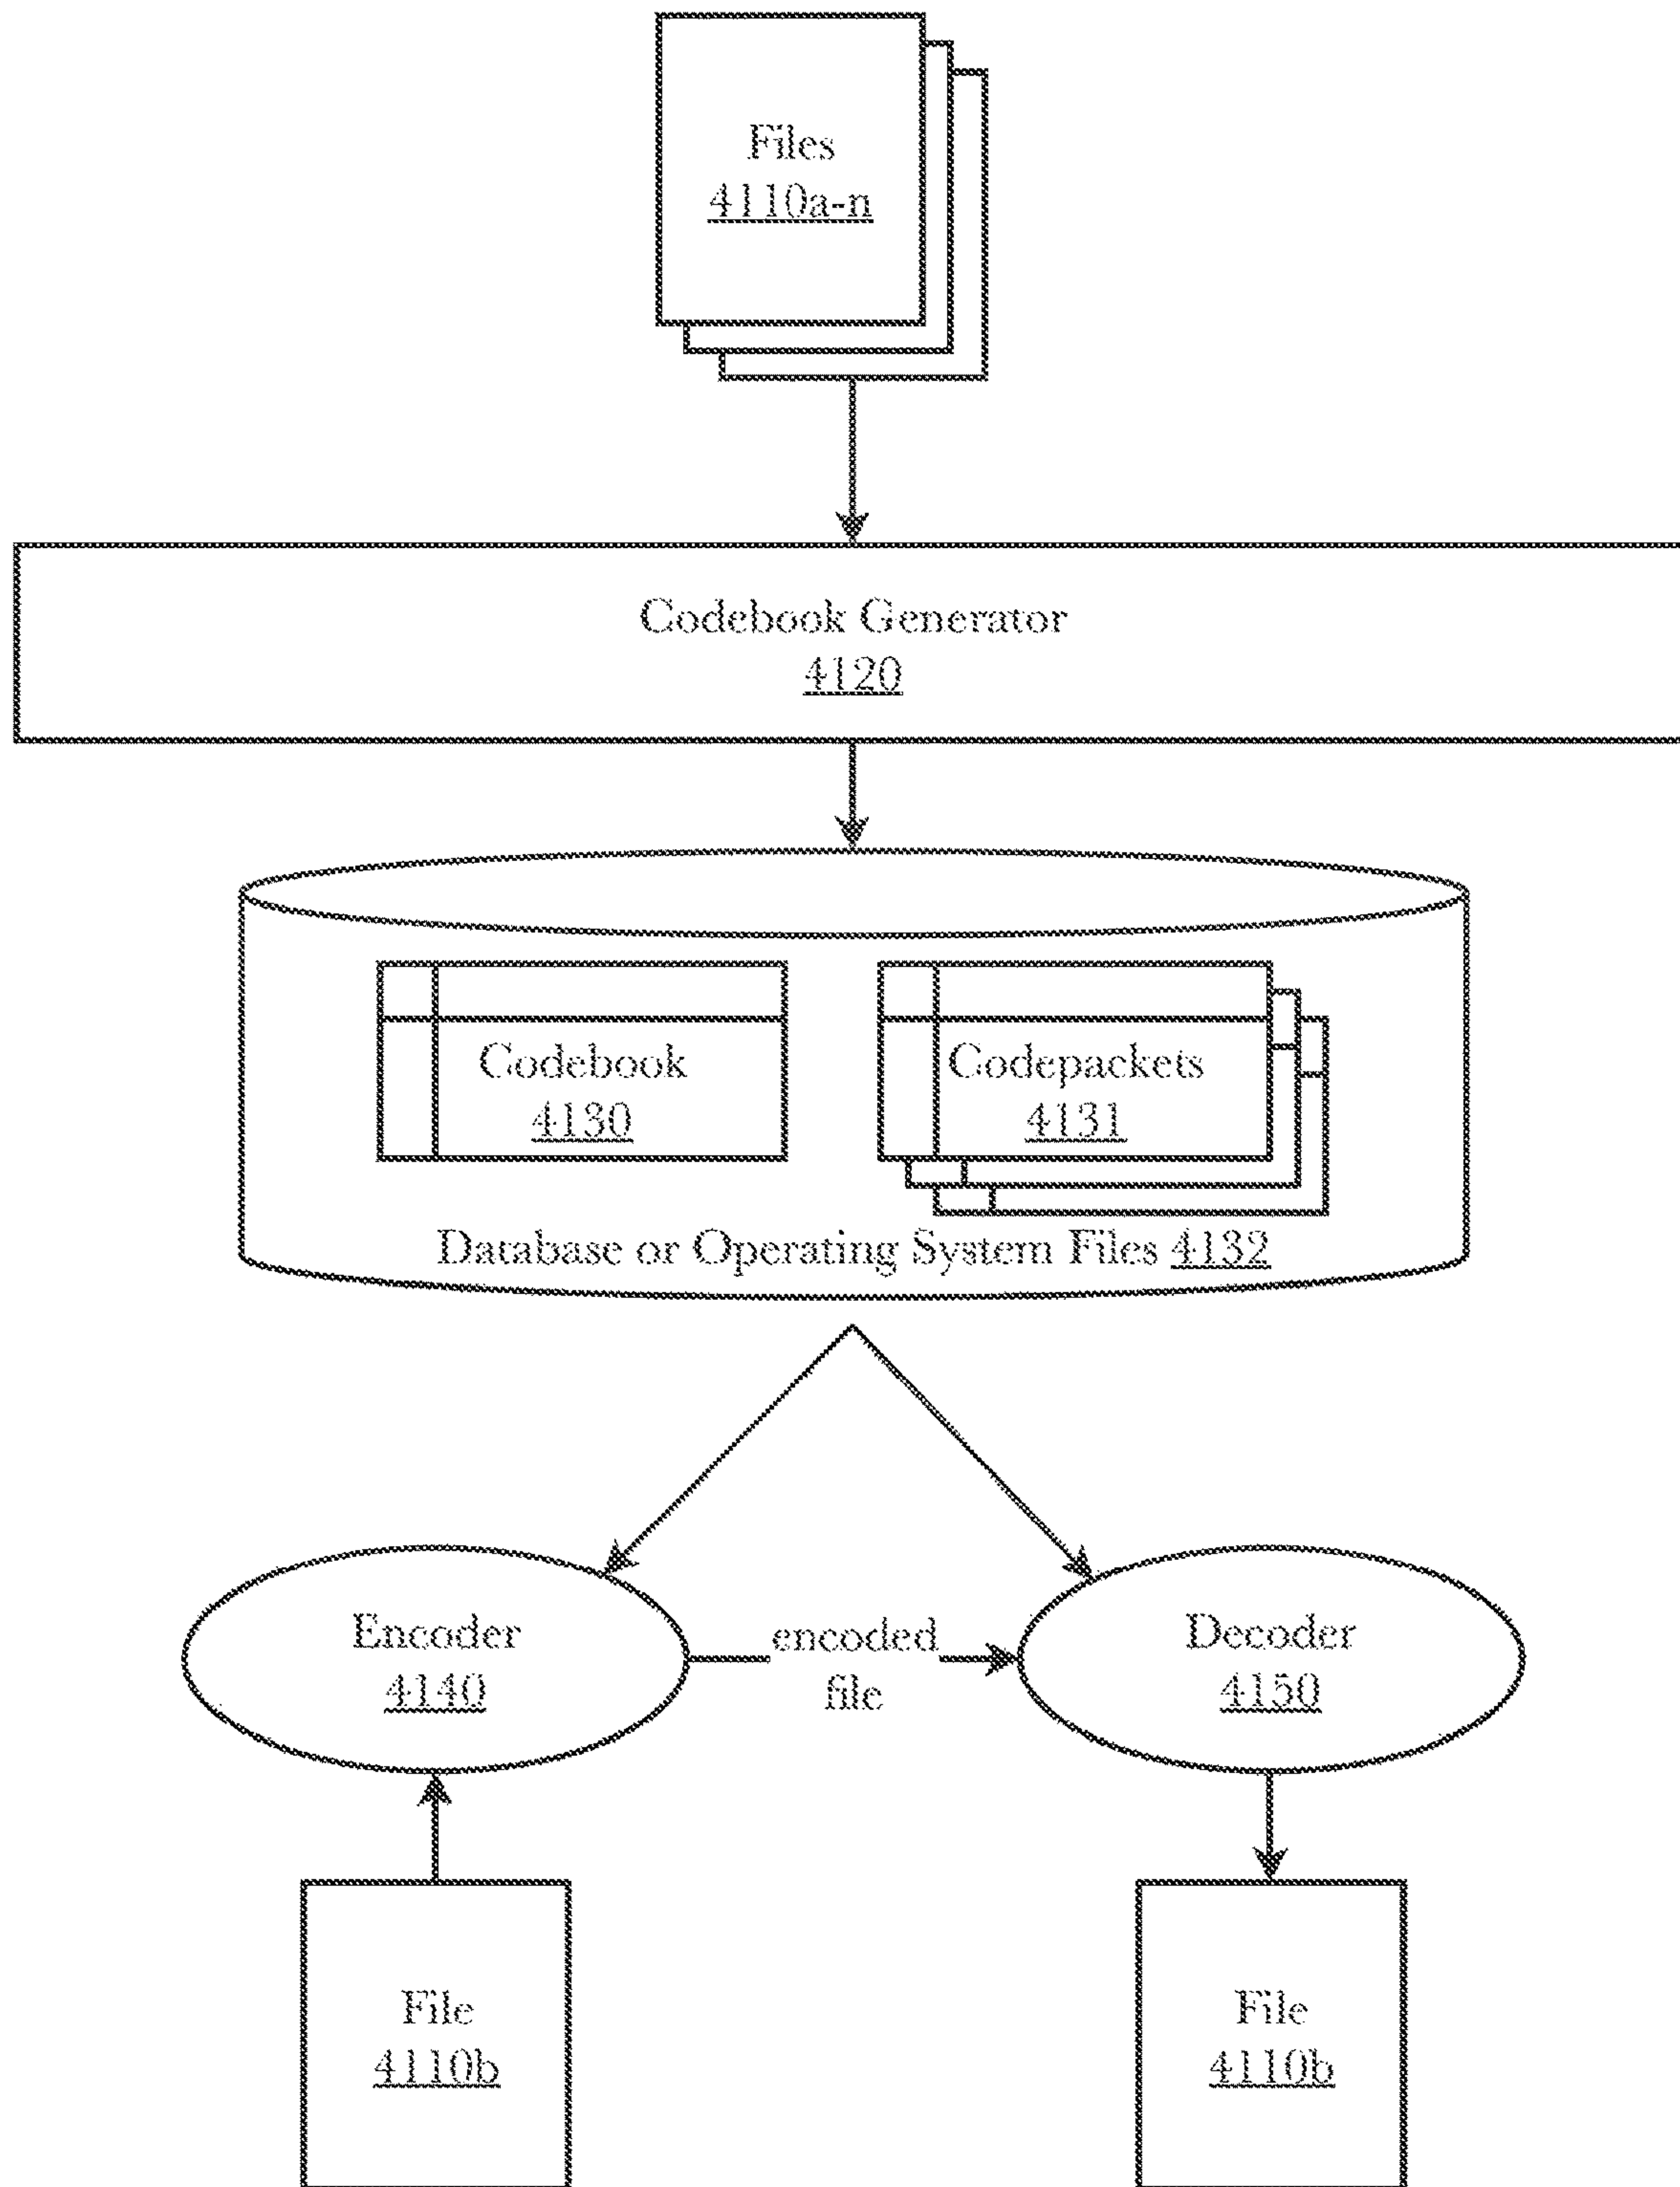 Files
4110a-n
Codebook Generator
4120
Codebook
4130
Codepackets
4131
Database or Operating System Files 4132
Encoder
4140
encoded
file
Decoder
4150
File
4110b
File
4110b